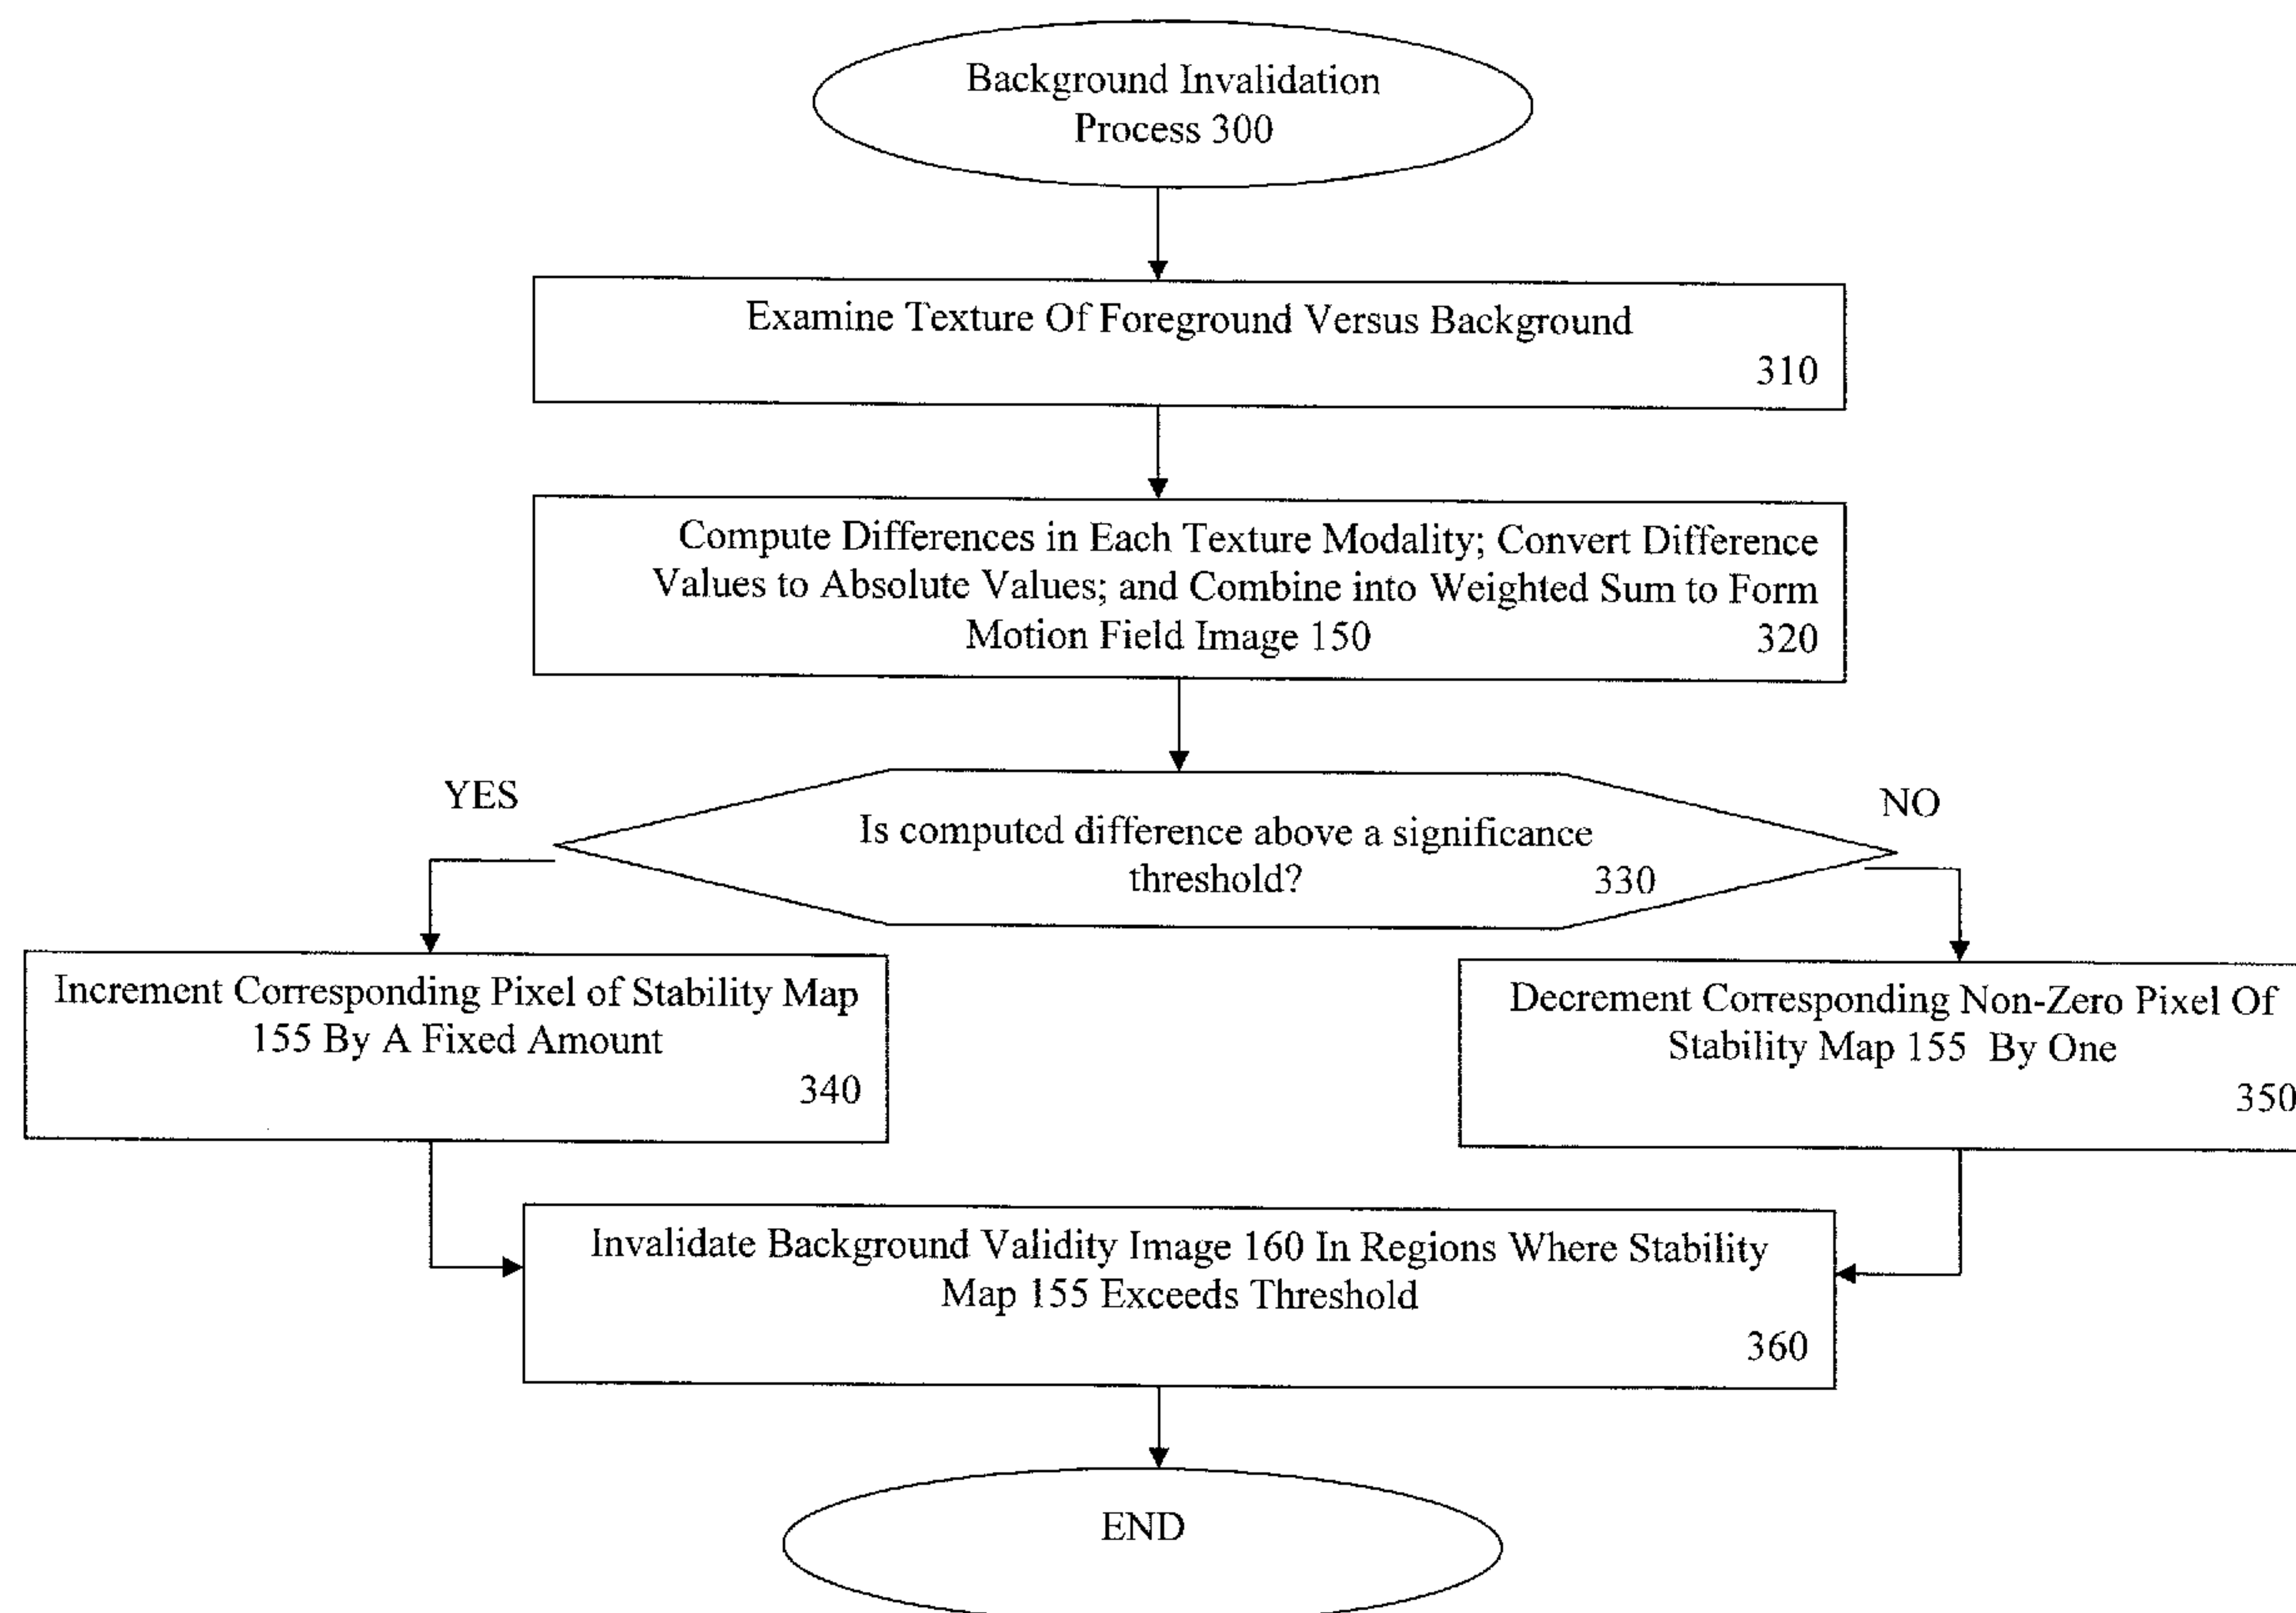 Background Invalidation
Process 300
Examine Texture Of Foreground Versus Background
310
Compute Differences in Each Texture Modality; Convert Difference
Values to Absolute Values; and Combine into Weighted Sum to Form
Motion Field Image 150 320
YES
NO
Is computed difference above a significance
threshold? 330
Increment Corresponding Pixel of Stability Map
155 By A Fixed Amount
340
Decrement Corresponding Non-Zero Pixel Of
Stability Map 155 By One
350
Invalidate Background Validity Image 160 In Regions Where Stability
Map 155 Exceeds Threshold
360
END